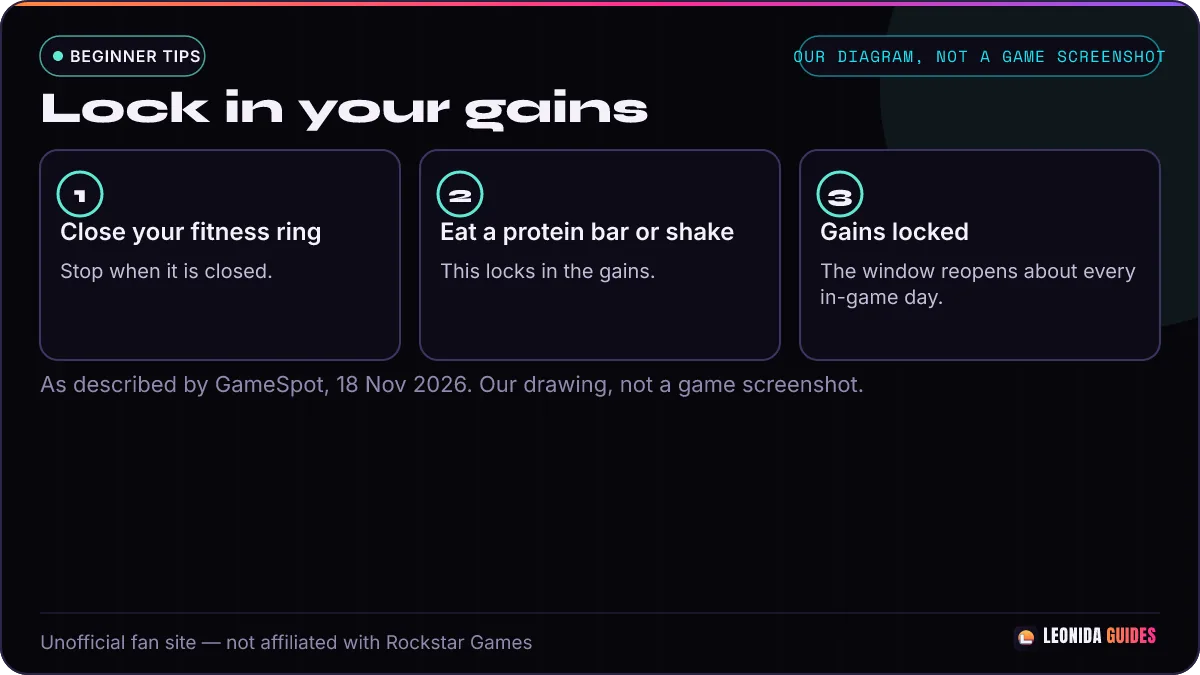 BEGINNER TIPS
OUR DIAGRAM, NOT A GAME SCREENSHOT
Lock in your gains
1
Close your fitness ring
Stop when it is closed.
2
Eat a protein bar or shake
This locks in the gains.
3
Gains locked
The window reopens about every
in-game day.
As described by GameSpot, 18 Nov 2026. Our drawing, not a game screenshot.
Unofficial fan site — not affiliated with Rockstar Games
LEONIDA GUIDES